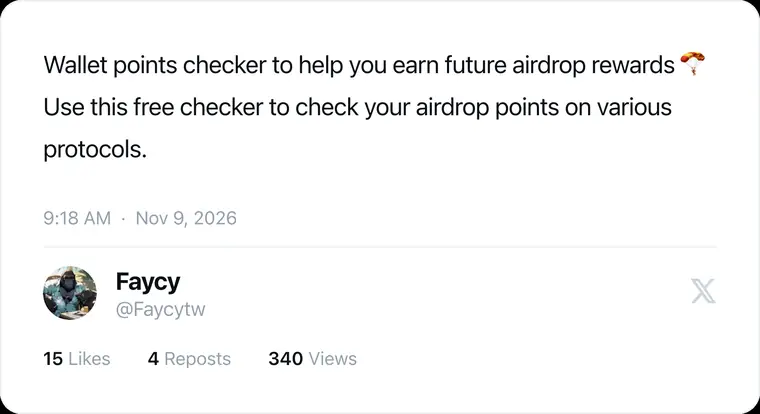 Wallet points checker to help you earn future airdrop rewards 🪂
Use this free checker to check your airdrop points on various
protocols.
9:18 AM · Nov 9, 2026
Faycy
@Faycytw
15 Likes 4 Reposts 340 Views